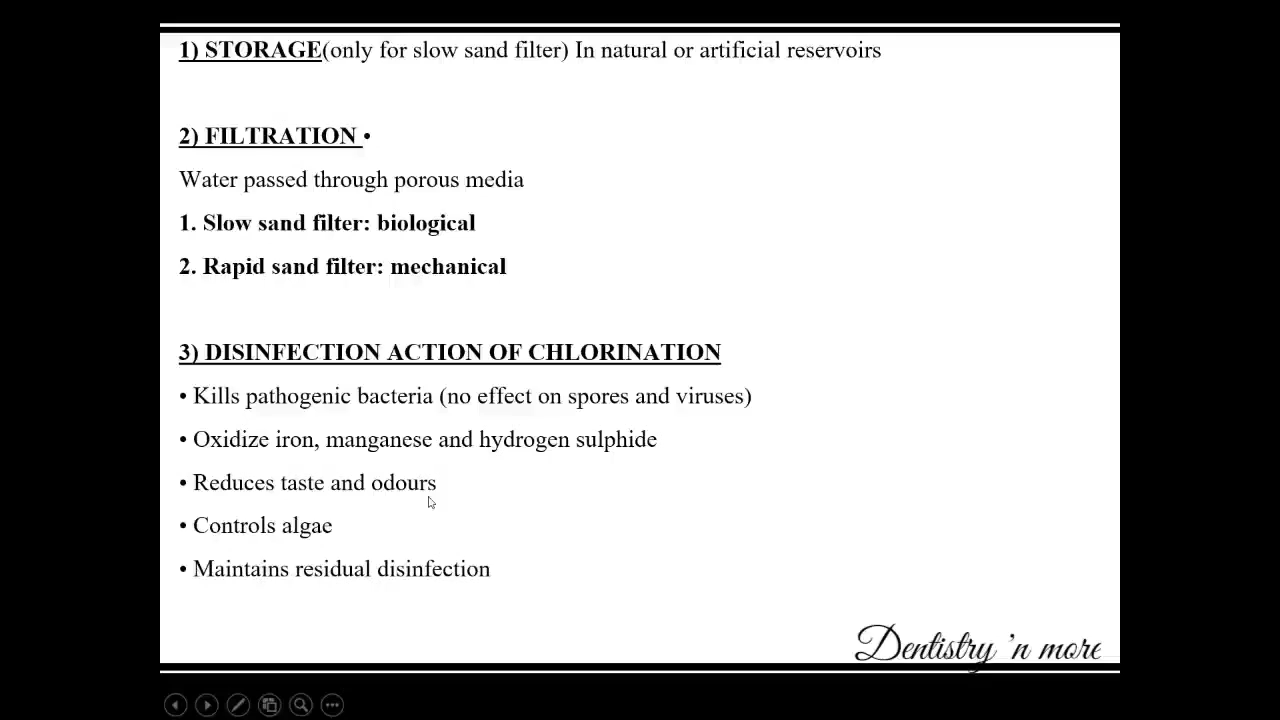 1) STORAGE(only for slow sand filter) In natural or artificial reservoirs
2) FILTRATION •
Water passed through porous media
1. Slow sand filter: biological
2. Rapid sand filter: mechanical
3) DISINFECTION ACTION OF CHLORINATION
• Kills pathogenic bacteria (no effect on spores and viruses)
• Oxidize iron, manganese and hydrogen sulphide
• Reduces taste and odours
• Controls algae
• Maintains residual disinfection
Dentistry 'n more